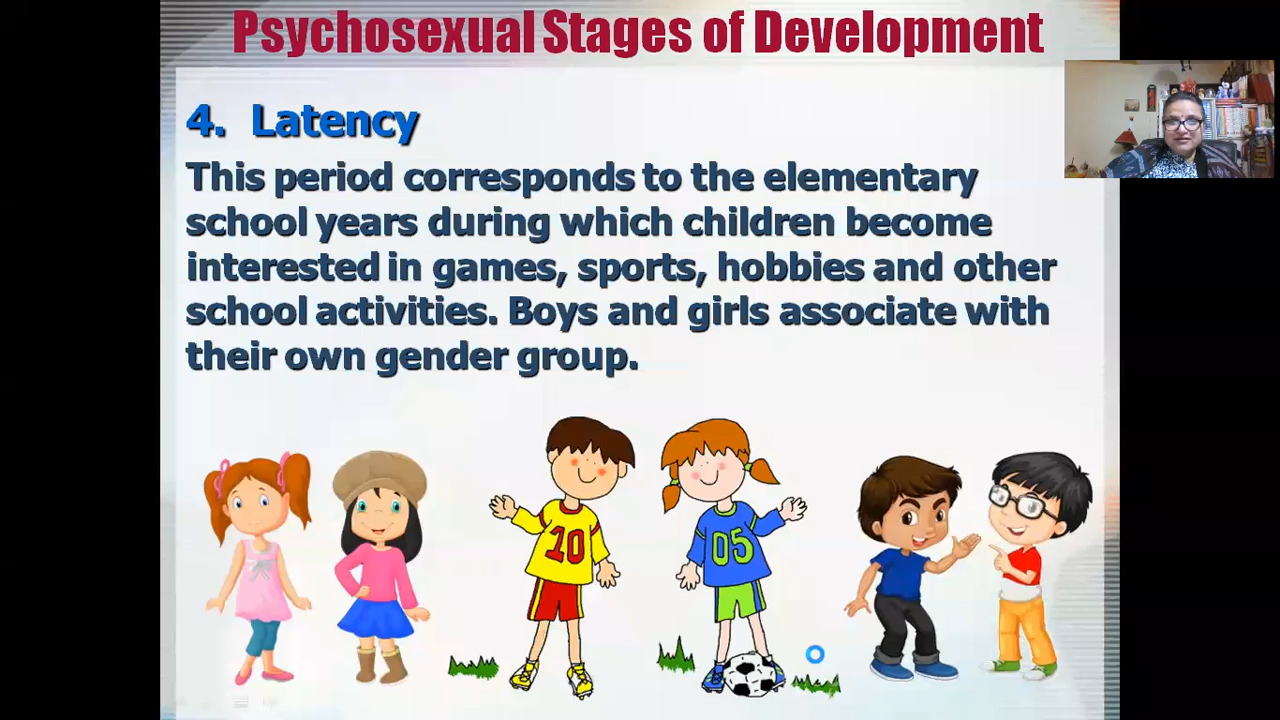 Psychosexual Stages of Development
4. Latency
This period corresponds to the elementary
school years during which children become
interested in games, sports, hobbies and other
school activities. Boys and girls associate with
their own gender group.
10
05